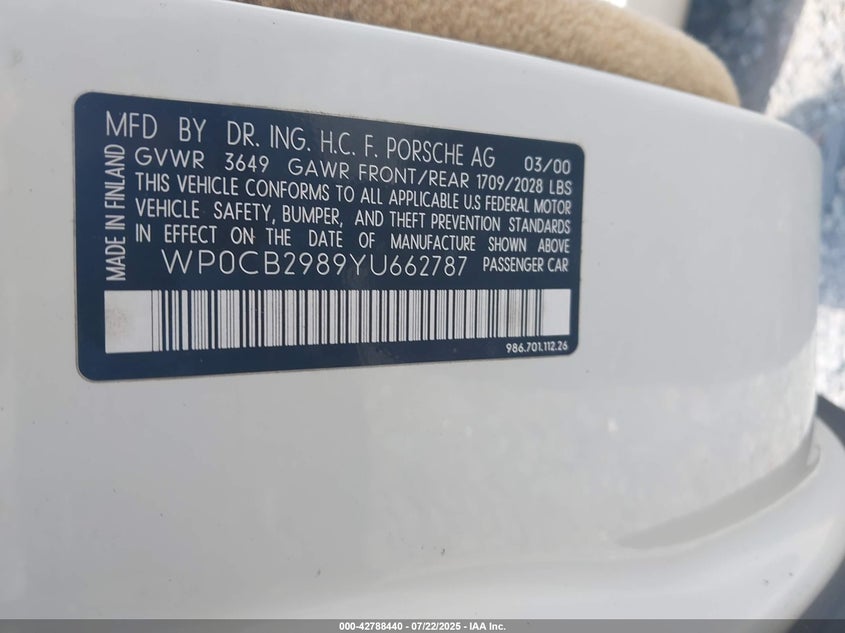 MFD BY DR. ING. H.C. F. PORSCHE AG 03/00
GVWR 3649 GAWR FRONT/REAR 1709/2028 LBS
THIS VEHICLE CONFORMS TO ALL APPLICABLE U.S FEDERAL MOTOR
VEHICLE SAFETY, BUMPER, AND THEFT PREVENTION STANDARDS
IN EFFECT ON THE DATE OF MANUFACTURE SHOWN ABOVE
WP0CB2989YU662787 PASSENGER CAR
MADE IN FINLAND
986.701.112.26
000-42788440 - 07/22/2025 - IAA Inc.